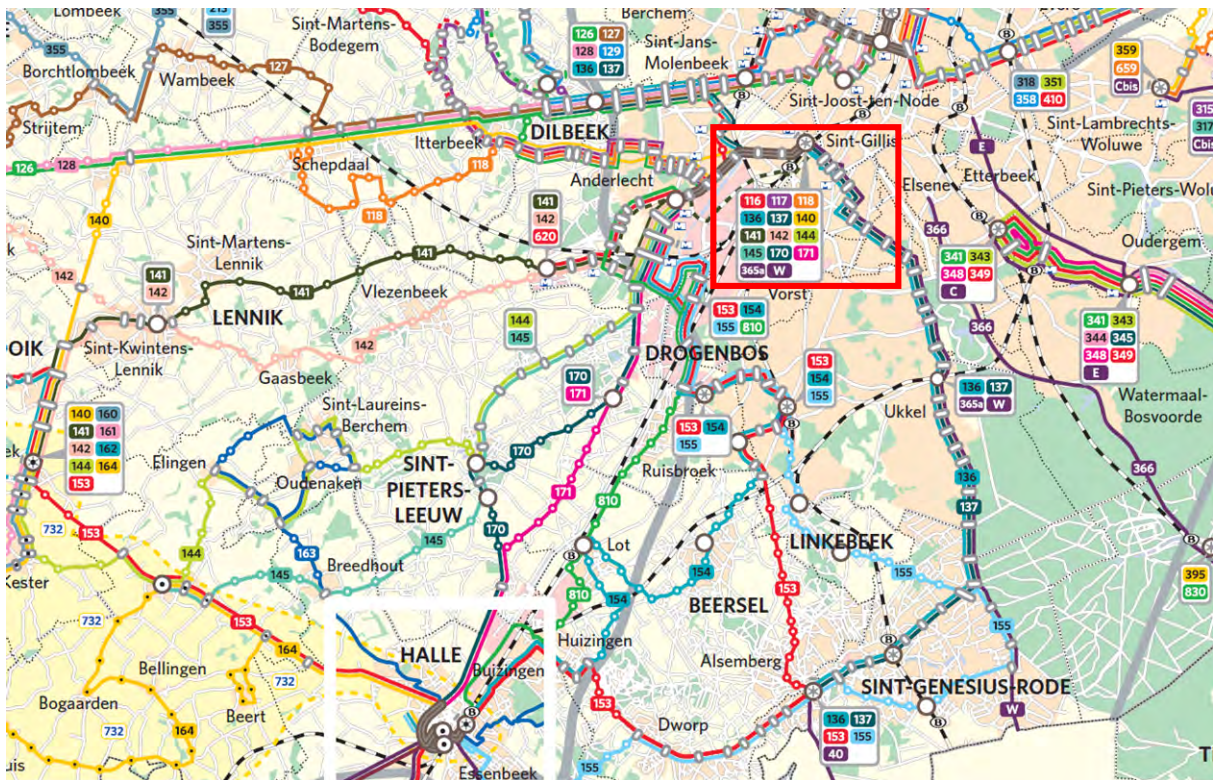 Lombeek
355
213
355
Sint-Martens-
Bodegem
126 127
128 129
136 137
Berchem
Sint-Jans-
Molenbeek
318 351
358 410
359
659
Cbis
315
317
Cbis
Borchtlombeek
355
Wambeek
127
Strijtem
Sint-Joost-ten-Node
Sint-Lambrechts-
Woluwe
DILBEEK
Itterbeek
Sint-Gillis
E
126
128
Schepdaal
118
118
Anderlecht
Elsene
Etterbeek
Sint-Pieters-Wolu
140
141
142
620
116 117 118
136 137 140
141 142 144
145 170 171
365a W
366
Oudergem
Sint-Martens-
Lennik
141
142
141
142
141
Vlezenbeek
341 343
348 349
C
LENNIK
Vorst
153 154
155 810
366
341 343
344 345
348 349
E
OIK
Sint-Kwintens-
Lennik
142
Gaasbeek
144
145
DROGENBOS
153
154
155
136 137
365a W
Watermaal-
Bosvoorde
170
171
Ukkel
140 160
141 161
142 162
144 164
153
Sint-Laureins-
Berchem
153 154
155
Elingen
Oudenaken
SINT-
PIETERS-
LEEUW
170
Ruisbroek
366
136
137
171
810
170
732
153
144
163
145
Breedhout
Lot
LINKEBEEK
Kester
145
154
154
155
395
830
BEERSEL
153
810
154
732
153
164
155
Huizingen
HALLE
Buizingen
Alsemberg
Bellingen
732
Bogaarden
Beert
SINT-GENESIUS-RODE
153
W
732
164
Dworp
136 137
153 155
40
Essenbeek